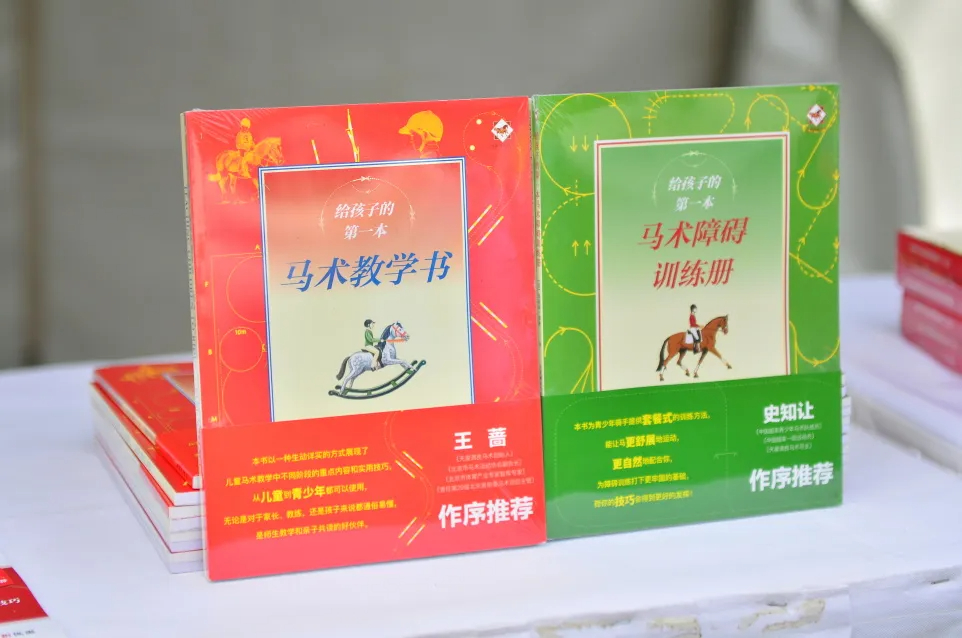 给孩子的
第一本
马术教学书
A
10H
S
B
M
本书以一种生动详实的方式展现了
儿童马术教学中不同阶段的重点内容和实用技巧,
从儿童到青少年都可以使用。
无论是对于家长、教练、还是孩子来说都通俗易懂,
是师生教学和亲子共读的好伙伴。
王 蔷
作序推荐
给孩子的
第一本
马术障碍
训练册
本书为青少年骑手提供套餐式的训练方法,
能让马更舒展地运动,
更自然地配合你,
为障碍训练打下更牢固的基础,
帮你的技巧得到更好的发挥!
史知让
作序推荐